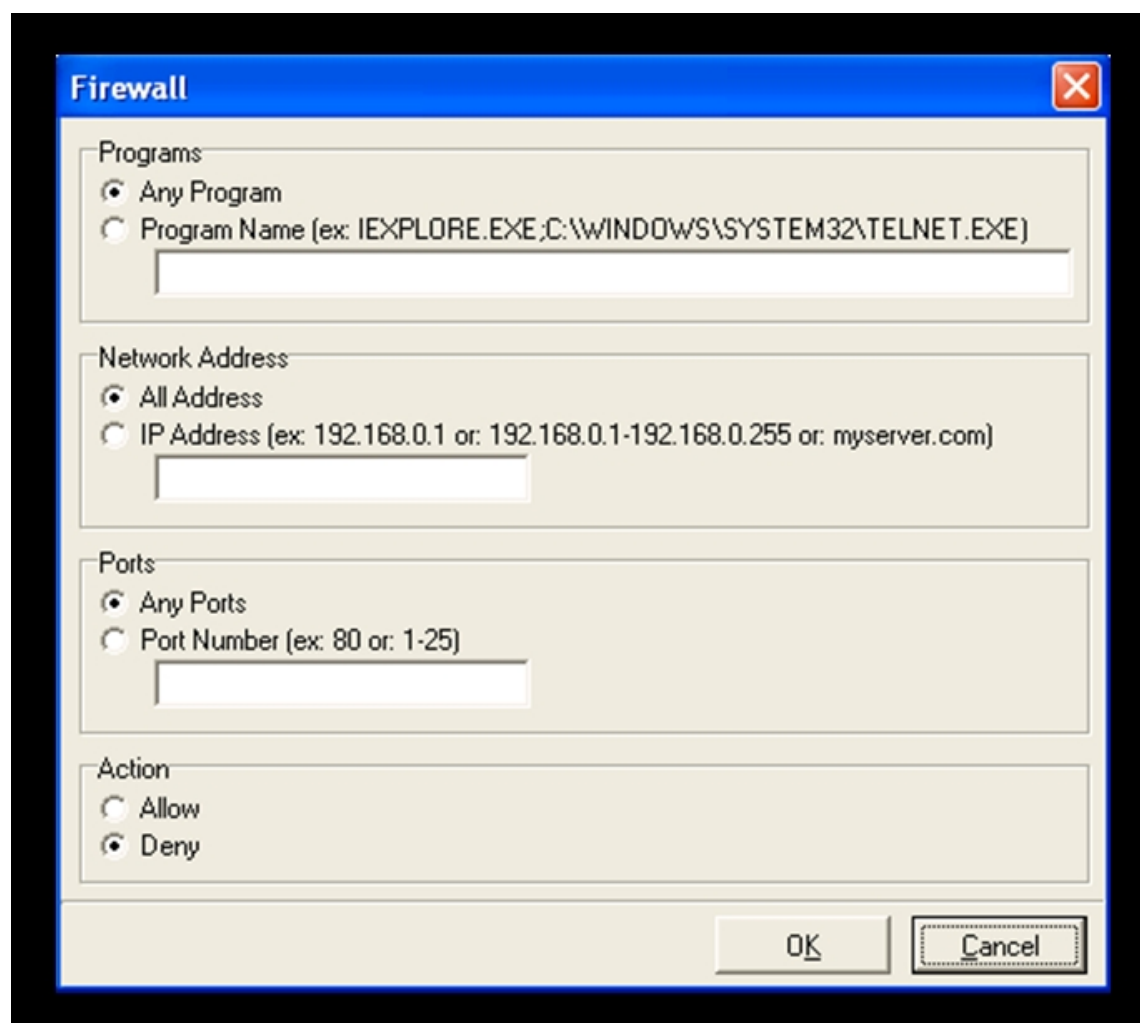 Firewall
Programs
Any Program
Program Name (ex: IEXPLORE.EXE;C:\WINDOWS\SYSTEM32\TELNET.EXE)
Network Address
All Address
IP Address (ex: 192.168.0.1 or: 192.168.0.1-192.168.0.255 or: myserver.com)
Ports
Any Ports
Port Number (ex: 80 or: 1-25)
Action
Allow
Deny
OK
Cancel